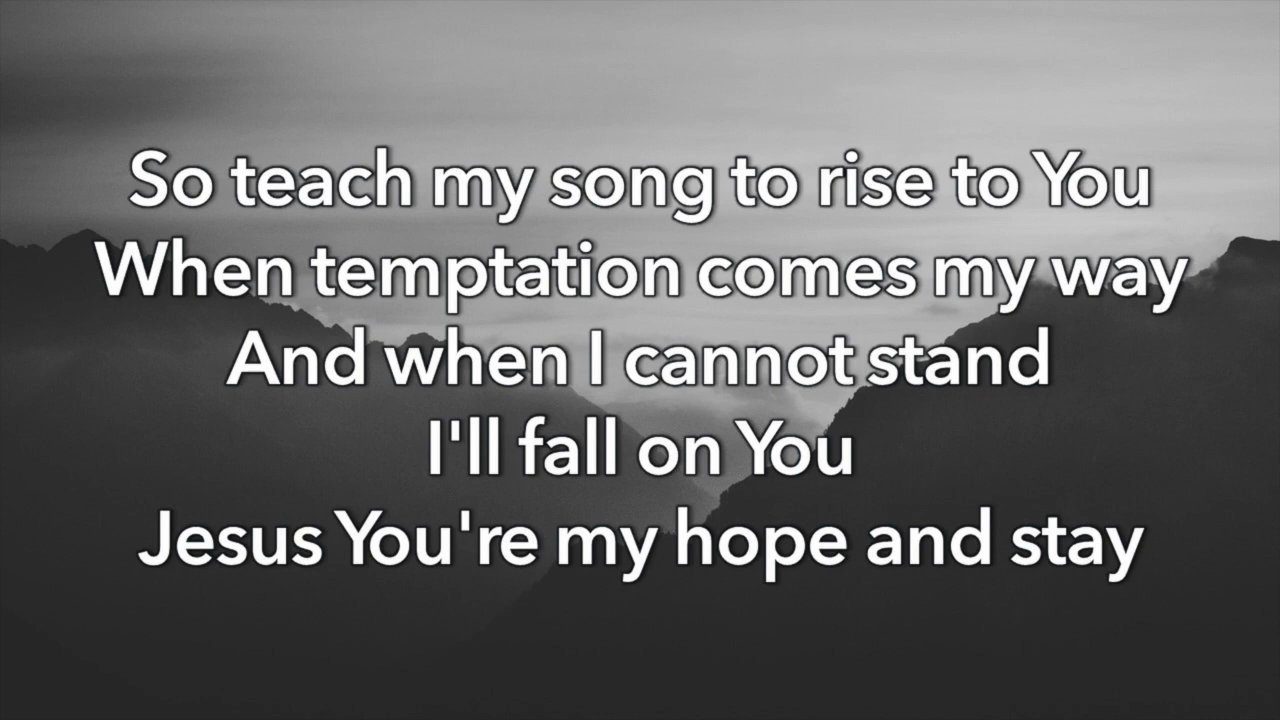 So teach my song to rise to You
When temptation comes my way
And when I cannot stand
I'll fall on You
Jesus You're my hope and stay